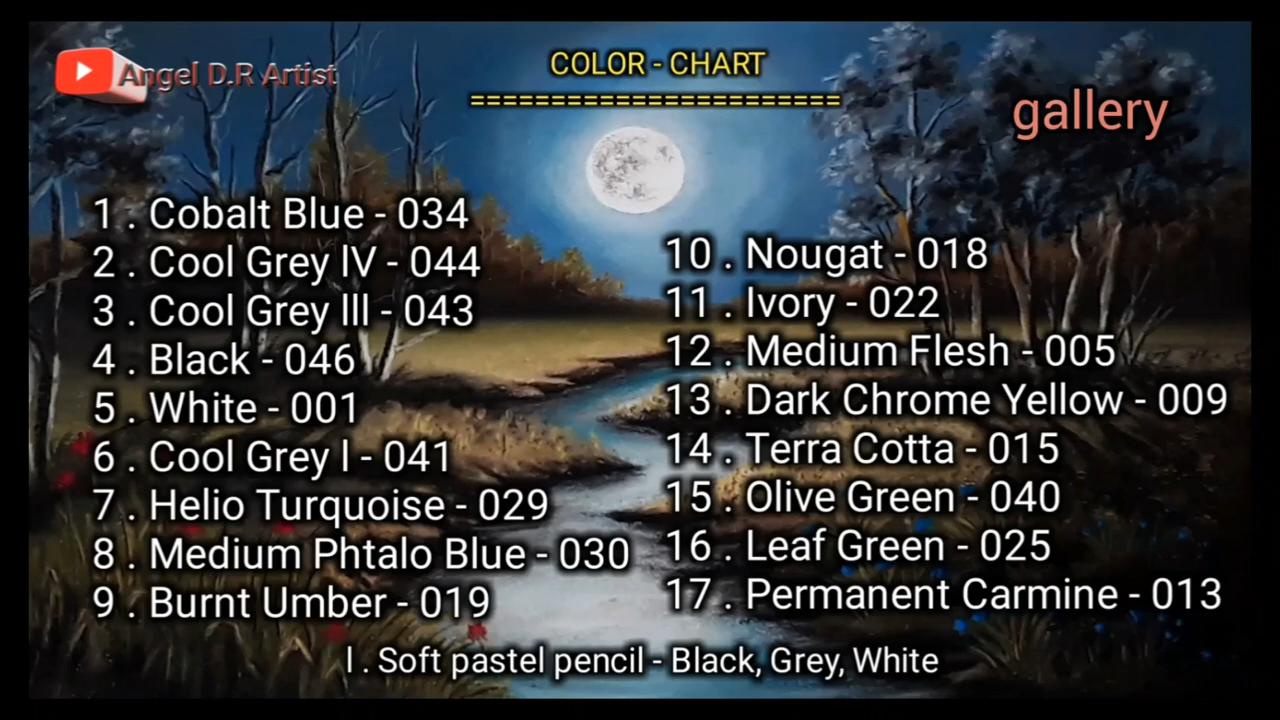 Angel D.R Artist
COLOR - CHART
=======================
gallery
1 . Cobalt Blue - 034
2 . Cool Grey lV - 044
3 . Cool Grey lll - 043
4 . Black - 046
5 . White - 001
6 . Cool Grey l - 041
7 . Helio Turquoise - 029
8 . Medium Phtalo Blue - 030
9 . Burnt Umber - 019
10 . Nougat - 018
11 . lvory - 022
12 . Medium Flesh - 005
13 . Dark Chrome Yellow - 009
14 . Terra Cotta - 015
15 . Olive Green - 040
16 . Leaf Green - 025
17 . Permanent Carmine - 013
l . Soft pastel pencil - Black, Grey, White